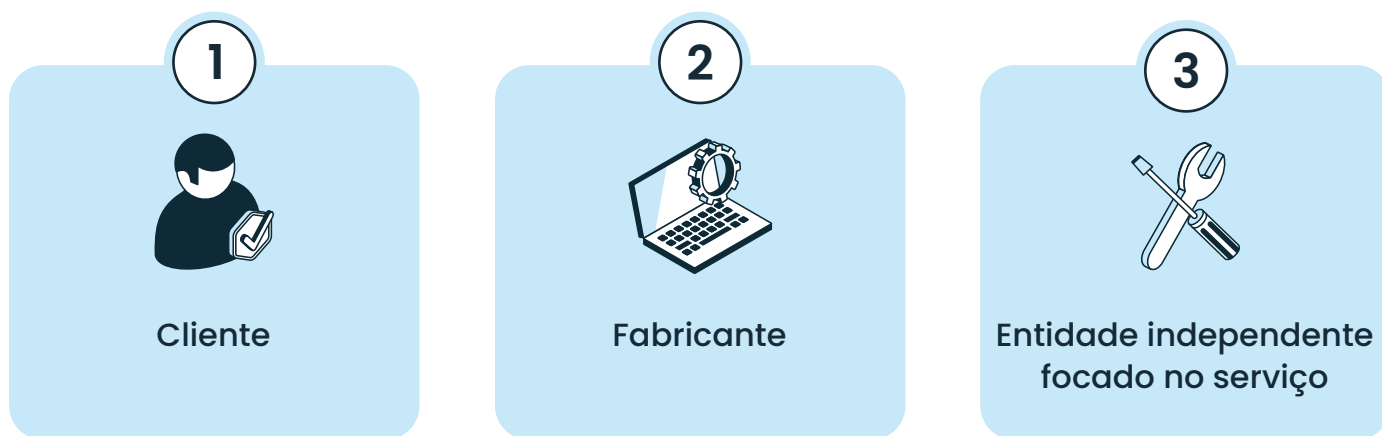 1
Cliente
2
Fabricante
3
Entidade independente
focado no serviço